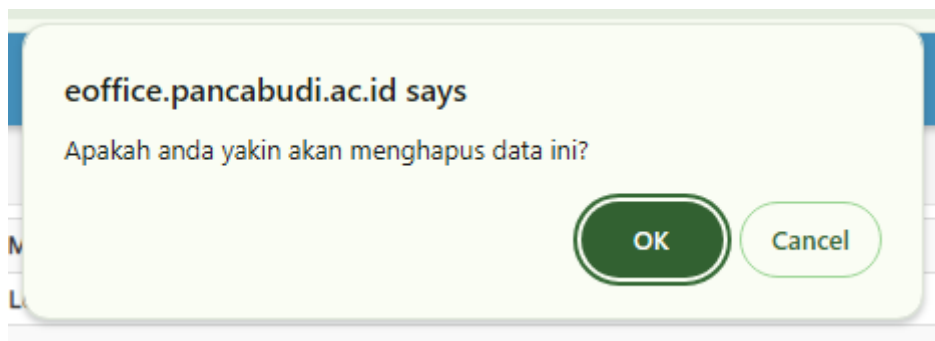 eoffice.pancabudi.ac.id says
Apakah anda yakin akan menghapus data ini?
OK Cancel